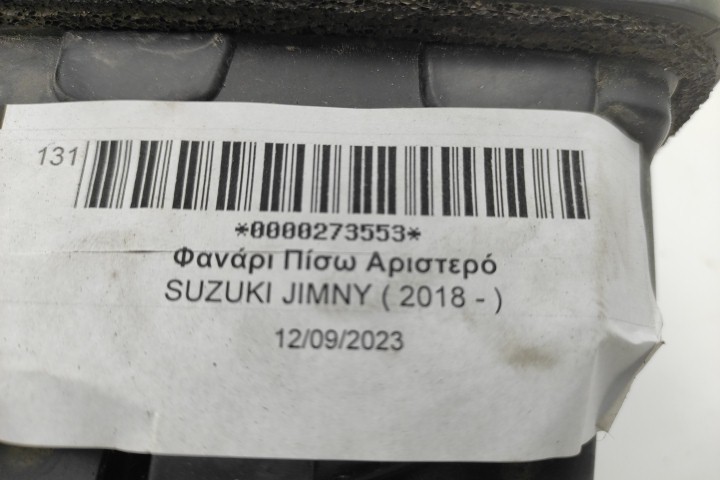 131
*0000273553*
Φανάρι Πίσω Αριστερό
SUZUKI JIMNY ( 2018 - )
12/09/2023